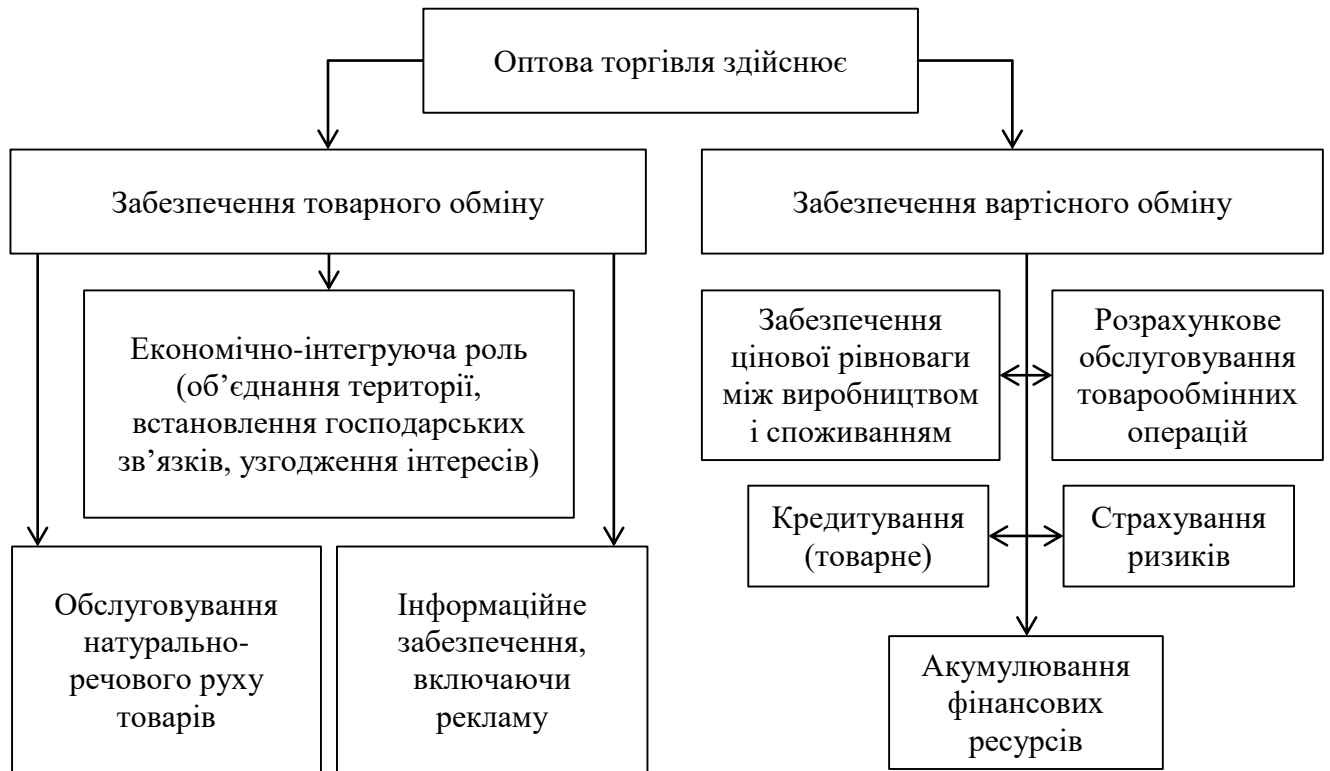 Оптова торгівля здійснює
Забезпечення товарного обміну
Забезпечення вартісного обміну
Економічно-інтегруюча роль
(об’єднання території,
встановлення господарських
зв’язків, узгодження інтересів)
Забезпечення
цінової рівноваги
між виробництвом
і споживанням
Розрахункове
обслуговування
товарообмінних
операцій
Кредитування
(товарне)
Страхування
ризиків
Обслуговування
натурально-
речового руху
товарів
Інформаційне
забезпечення,
включаючи
рекламу
Акумулювання
фінансових
ресурсів